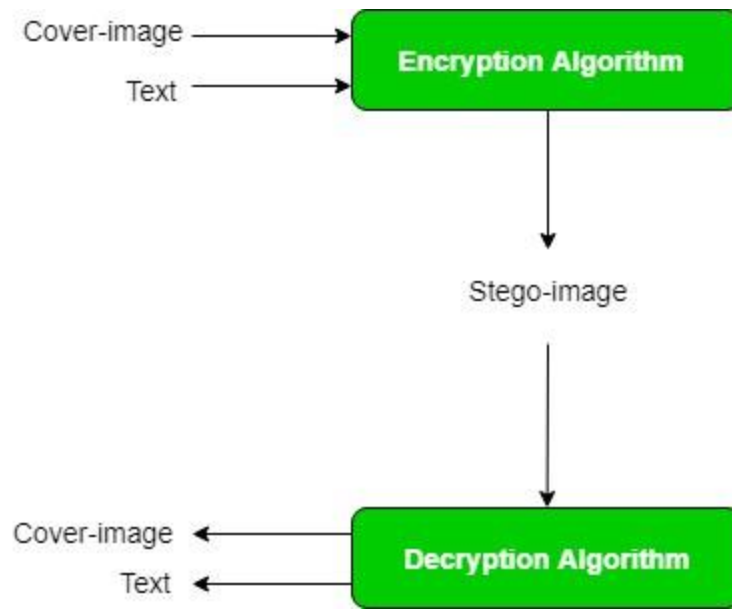 Cover-image
Encryption Algorithm
Text
Stego-image
Cover-image
Decryption Algorithm
Text